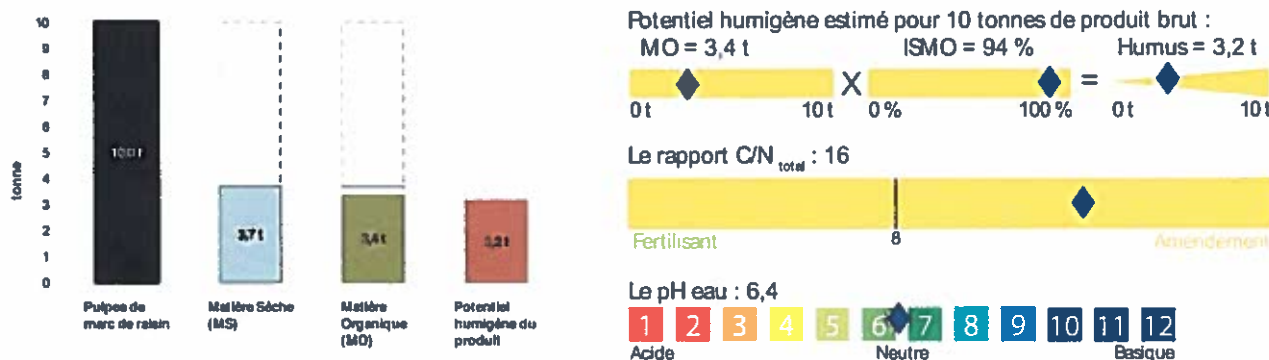 10
9
8
7
6
5
4
3
2
1
0
tonne
10,0 t
3,7 t
3,4 t
3,2 t
Pulpes de
marc de raisin
Matière Sèche
(MS)
Matière
Organique
(MO)
Potentiel
humigène du
produit
Potentiel humigène estimé pour 10 tonnes de produit brut :
MO = 3,4 t ISMO = 94 % Humus = 3,2 t
X =
0 t 10 t 0 % 100 % 0 t 10 t
Le rapport C/N total : 16
8
Fertilisant Amendement
Le pH eau : 6,4
1 2 3 4 5 6 7 8 9 10 11 12
Acide Neutre Basique